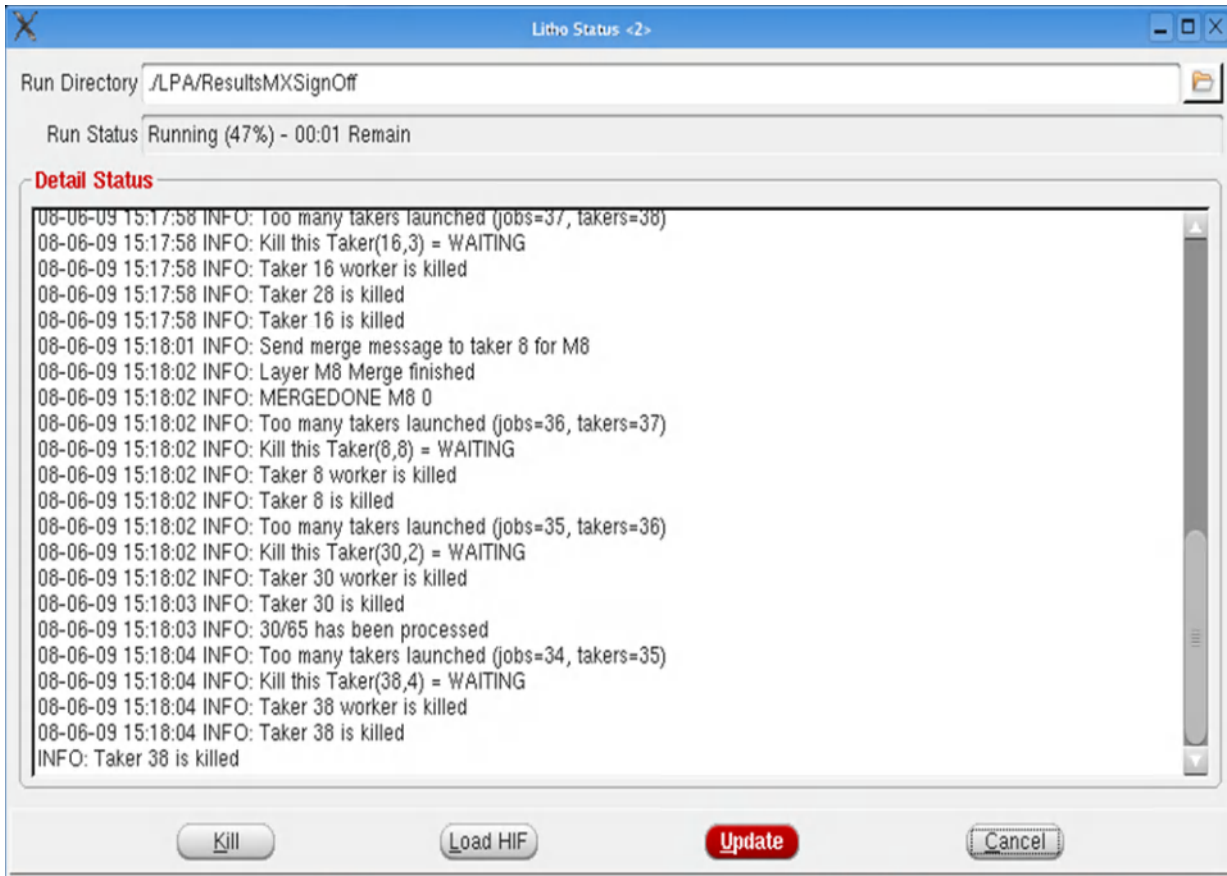 Litho Status <2>
Run Directory ./LPA/ResultsMXSignOff
Run Status Running (47%) - 00:01 Remain
Detail Status
08-06-09 15:17:58 INFO: Too many takers launched (jobs=37, takers=38)
08-06-09 15:17:58 INFO: Kill this Taker(16,3) = WAITING
08-06-09 15:17:58 INFO: Taker 16 worker is killed
08-06-09 15:17:58 INFO: Taker 28 is killed
08-06-09 15:17:58 INFO: Taker 16 is killed
08-06-09 15:18:01 INFO: Send merge message to taker 8 for M8
08-06-09 15:18:02 INFO: Layer M8 Merge finished
08-06-09 15:18:02 INFO: MERGEDONE M8 0
08-06-09 15:18:02 INFO: Too many takers launched (jobs=36, takers=37)
08-06-09 15:18:02 INFO: Kill this Taker(8,8) = WAITING
08-06-09 15:18:02 INFO: Taker 8 worker is killed
08-06-09 15:18:02 INFO: Taker 8 is killed
08-06-09 15:18:02 INFO: Too many takers launched (jobs=35, takers=36)
08-06-09 15:18:02 INFO: Kill this Taker(30,2) = WAITING
08-06-09 15:18:02 INFO: Taker 30 worker is killed
08-06-09 15:18:03 INFO: Taker 30 is killed
08-06-09 15:18:03 INFO: 30/65 has been processed
08-06-09 15:18:04 INFO: Too many takers launched (jobs=34, takers=35)
08-06-09 15:18:04 INFO: Kill this Taker(38,4) = WAITING
08-06-09 15:18:04 INFO: Taker 38 worker is killed
08-06-09 15:18:04 INFO: Taker 38 is killed
INFO: Taker 38 is killed
Kill Load HIF Update Cancel